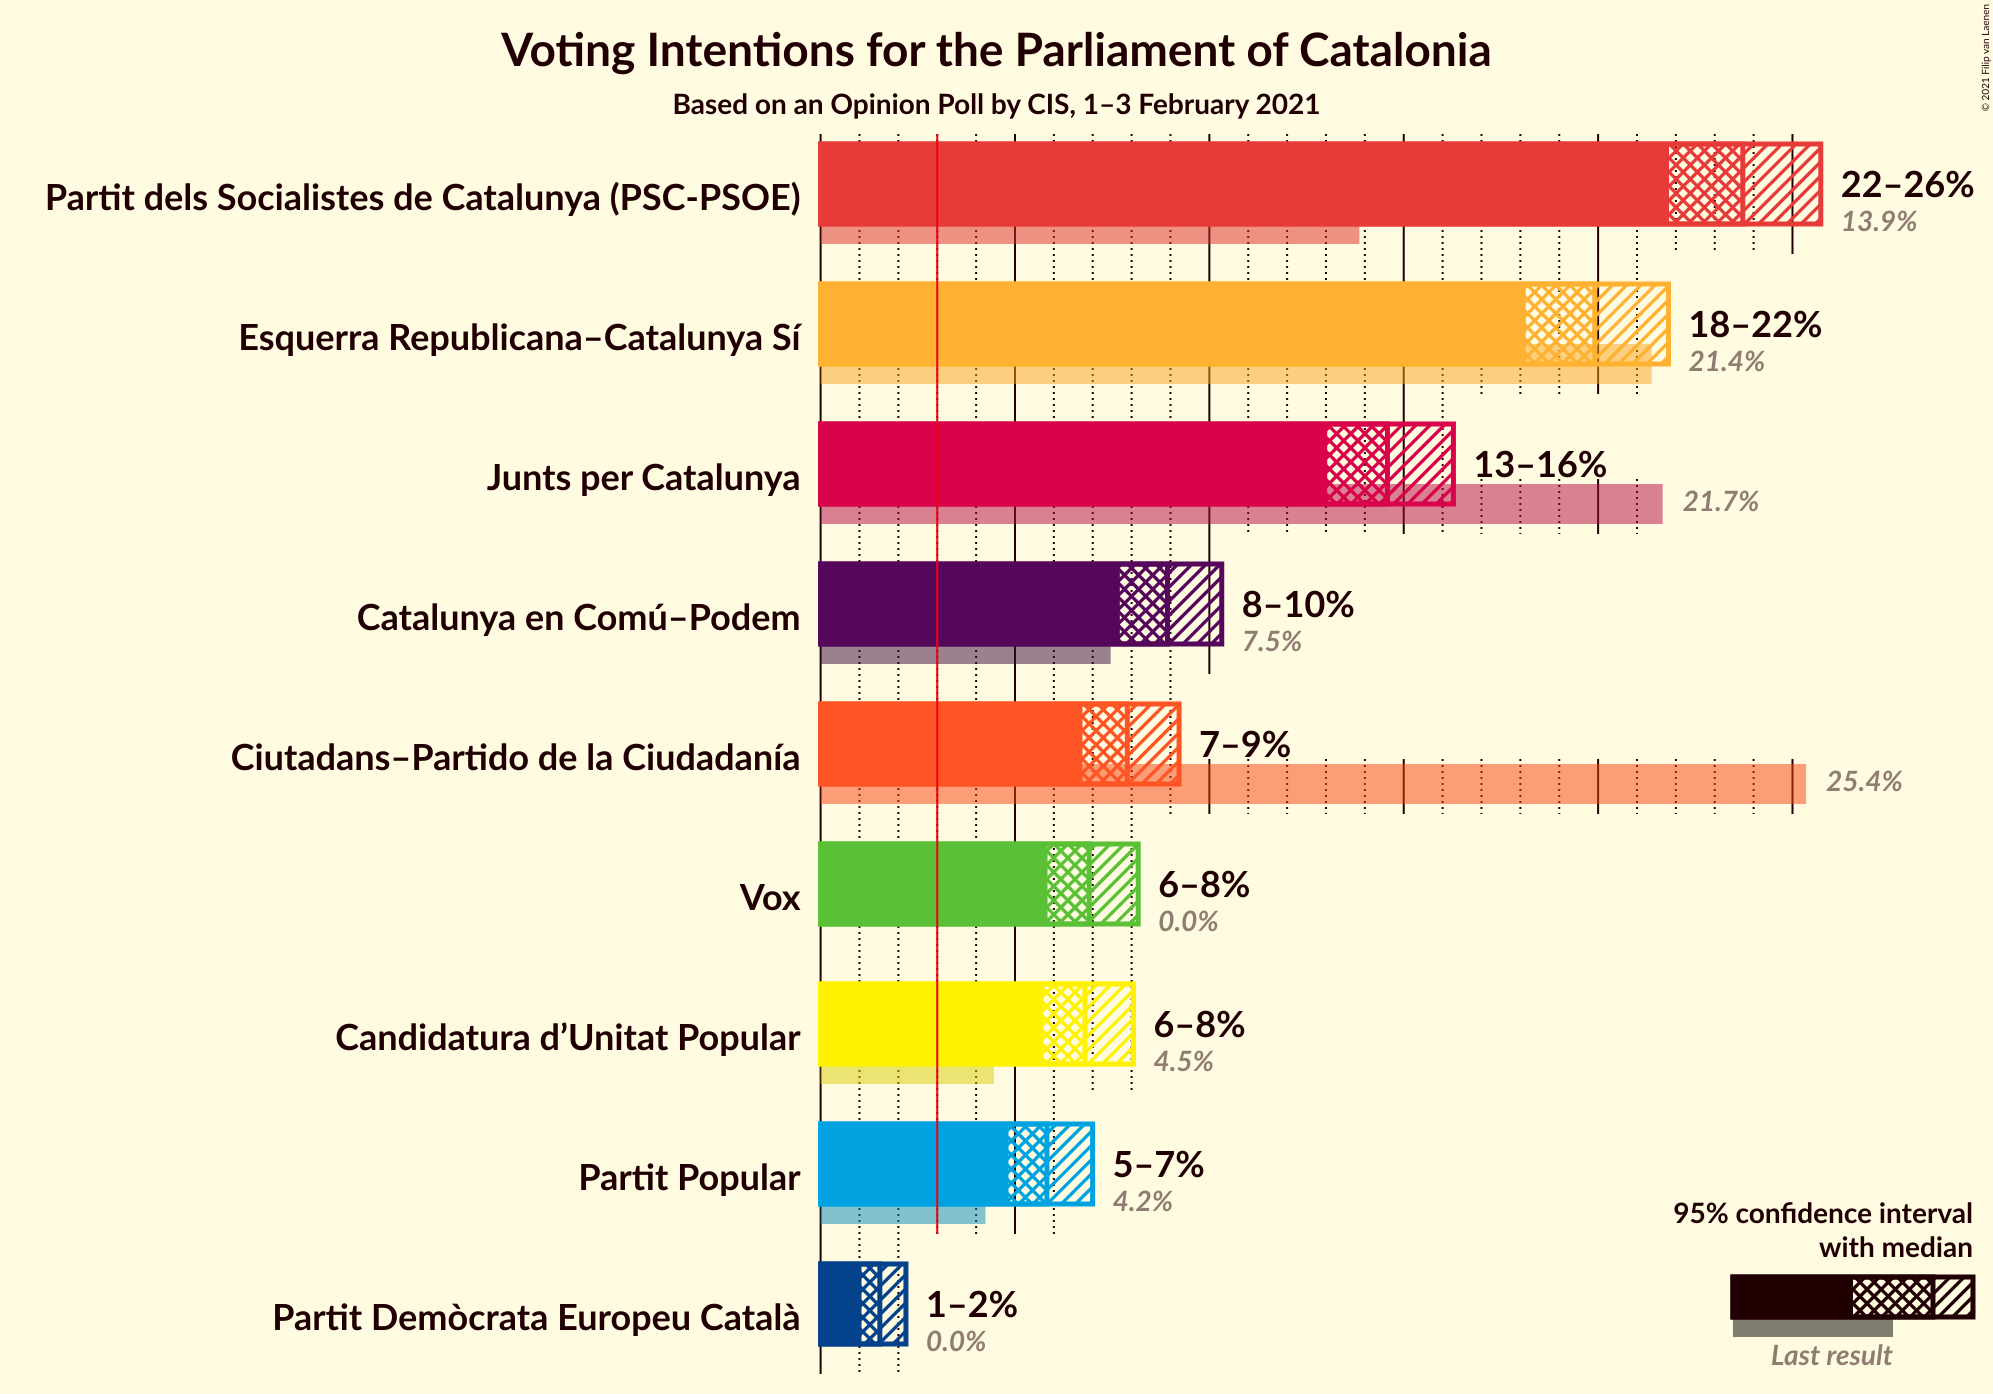 Voting Intentions for the Parliament of Catalonia
Based on an Opinion Poll by CIS, 1–3 February 2021
© 2021 Filip van Laenen
Partit dels Socialistes de Catalunya (PSC-PSOE)
22–26%
13.9%
Esquerra Republicana–Catalunya Sí
18–22%
21.4%
Junts per Catalunya
13–16%
21.7%
Catalunya en Comú–Podem
8–10%
7.5%
Ciutadans–Partido de la Ciudadanía
7–9%
25.4%
Vox
6–8%
0.0%
Candidatura d’Unitat Popular
6–8%
4.5%
Partit Popular
5–7%
4.2%
Partit Demòcrata Europeu Català
1–2%
0.0%
95% confidence interval
with median
Last result